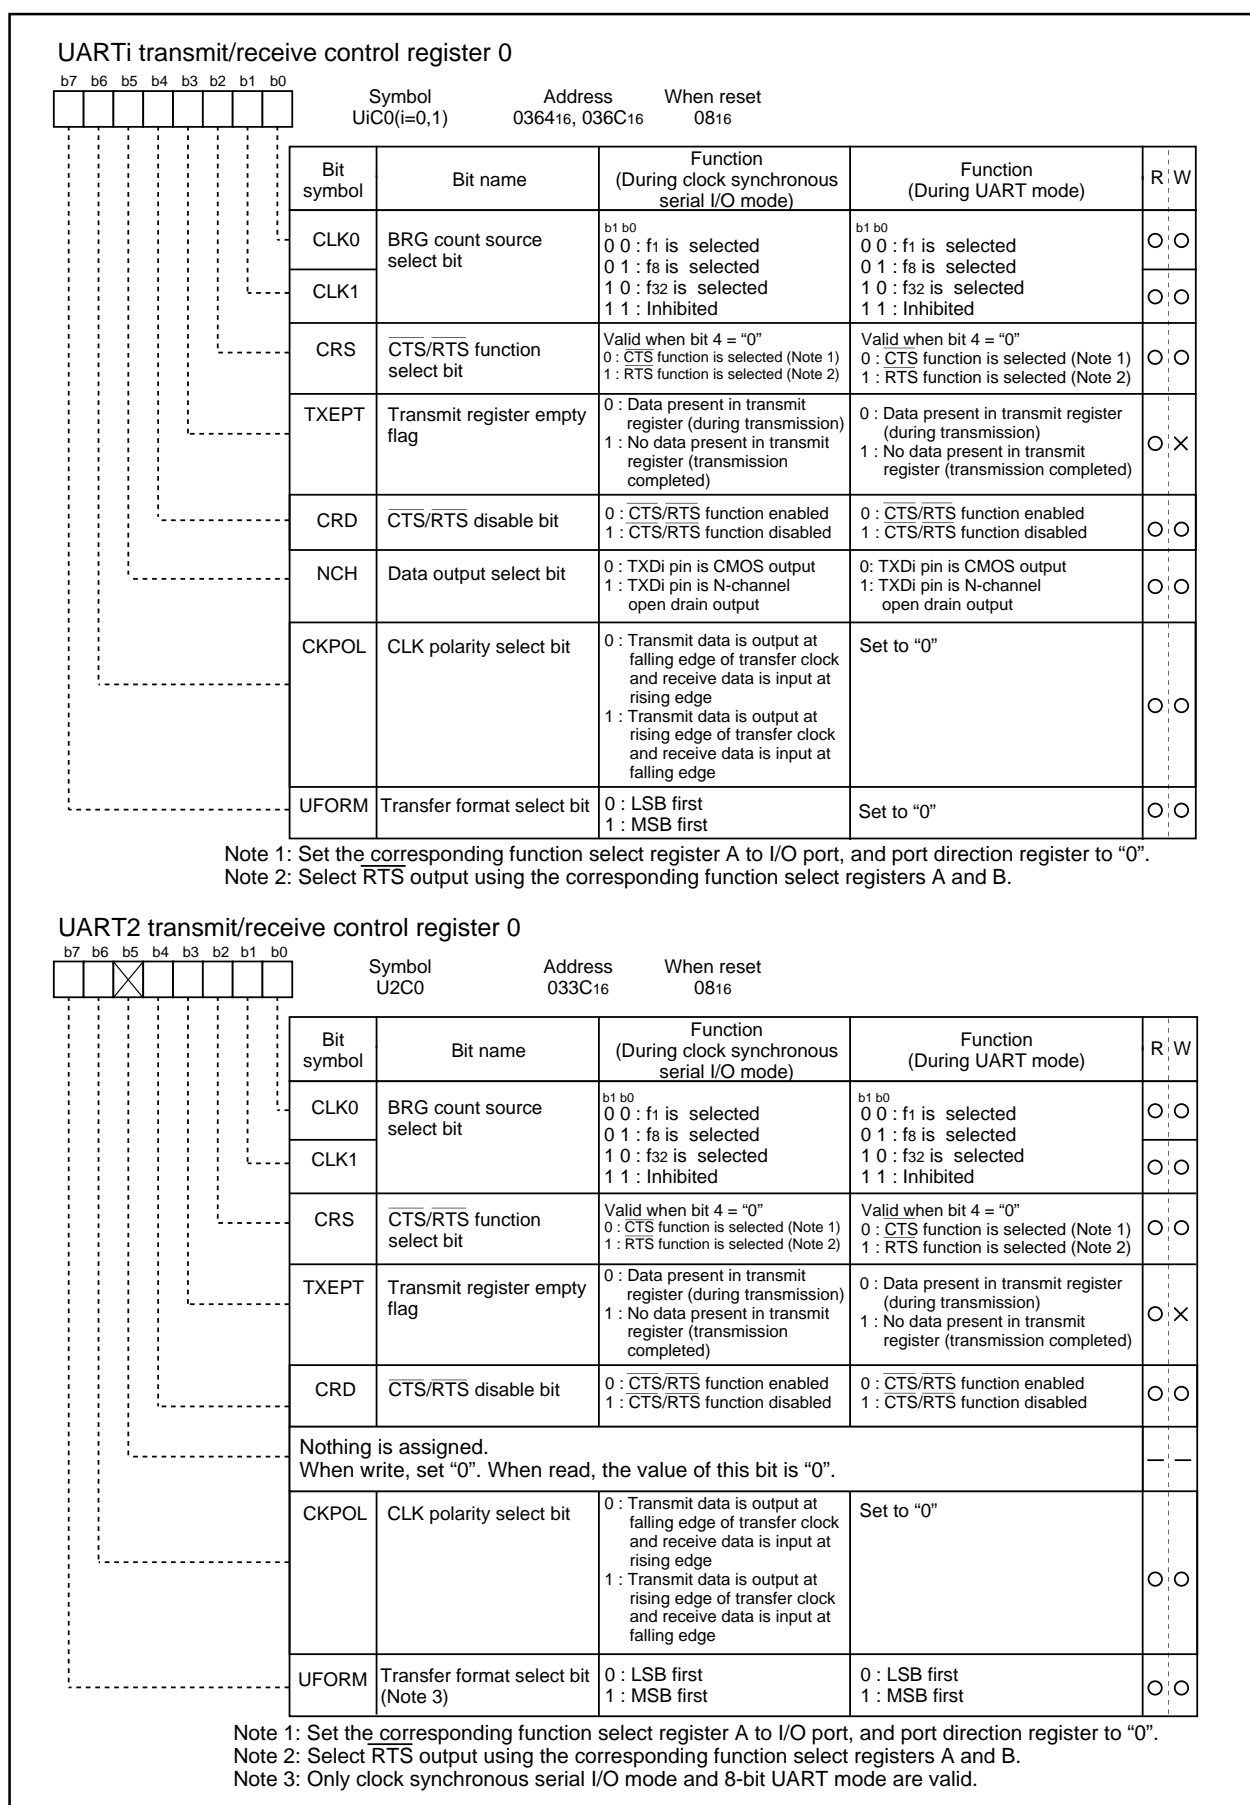 UARTi transmit/receive control register 0
b7 b6 b5 b4 b3 b2 b1 b0
Symbol Address When reset
UiC0(i=0,1) 036416, 036C16 0816
Bit symbol Bit name Function (During clock synchronous serial I/O mode) Function (During UART mode) R W
CLK0 BRG count source select bit
CLK1
b1 b0
0 0 : f1 is selected
0 1 : f8 is selected
1 0 : f32 is selected
1 1 : Inhibited
b1 b0
0 0 : f1 is selected
0 1 : f8 is selected
1 0 : f32 is selected
1 1 : Inhibited
CRS CTS/RTS function select bit
Valid when bit 4 = “0”
0 : CTS function is selected (Note 1)
1 : RTS function is selected (Note 2)
Valid when bit 4 = “0”
0 : CTS function is selected (Note 1)
1 : RTS function is selected (Note 2)
TXEPT Transmit register empty flag
0 : Data present in transmit
register (during transmission)
1 : No data present in transmit
register (transmission
completed)
0 : Data present in transmit register
(during transmission)
1 : No data present in transmit
register (transmission completed)
CRD CTS/RTS disable bit
0 : CTS/RTS function enabled
1 : CTS/RTS function disabled
0 : CTS/RTS function enabled
1 : CTS/RTS function disabled
NCH Data output select bit
0 : TXDi pin is CMOS output
1 : TXDi pin is N-channel
open drain output
0: TXDi pin is CMOS output
1: TXDi pin is N-channel
open drain output
CKPOL CLK polarity select bit
0 : Transmit data is output at
falling edge of transfer clock
and receive data is input at
rising edge
1 : Transmit data is output at
rising edge of transfer clock
and receive data is input at
falling edge
Set to “0”
UFORM Transfer format select bit
0 : LSB first
1 : MSB first
Set to “0”
Note 1: Set the corresponding function select register A to I/O port, and port direction register to “0”.
Note 2: Select RTS output using the corresponding function select registers A and B.
UART2 transmit/receive control register 0
b7 b6 b5 b4 b3 b2 b1 b0
Symbol Address When reset
U2C0 033C16 0816
Bit symbol Bit name Function (During clock synchronous serial I/O mode) Function (During UART mode) R W
CLK0 BRG count source select bit
CLK1
b1 b0
0 0 : f1 is selected
0 1 : f8 is selected
1 0 : f32 is selected
1 1 : Inhibited
b1 b0
0 0 : f1 is selected
0 1 : f8 is selected
1 0 : f32 is selected
1 1 : Inhibited
CRS CTS/RTS function select bit
Valid when bit 4 = “0”
0 : CTS function is selected (Note 1)
1 : RTS function is selected (Note 2)
Valid when bit 4 = “0”
0 : CTS function is selected (Note 1)
1 : RTS function is selected (Note 2)
TXEPT Transmit register empty flag
0 : Data present in transmit
register (during transmission)
1 : No data present in transmit
register (transmission
completed)
0 : Data present in transmit register
(during transmission)
1 : No data present in transmit
register (transmission completed)
CRD CTS/RTS disable bit
0 : CTS/RTS function enabled
1 : CTS/RTS function disabled
0 : CTS/RTS function enabled
1 : CTS/RTS function disabled
Nothing is assigned.
When write, set “0”. When read, the value of this bit is “0”.
CKPOL CLK polarity select bit
0 : Transmit data is output at
falling edge of transfer clock
and receive data is input at
rising edge
1 : Transmit data is output at
rising edge of transfer clock
and receive data is input at
falling edge
Set to “0”
UFORM Transfer format select bit
(Note 3)
0 : LSB first
1 : MSB first
0 : LSB first
1 : MSB first
Note 1: Set the corresponding function select register A to I/O port, and port direction register to “0”.
Note 2: Select RTS output using the corresponding function select registers A and B.
Note 3: Only clock synchronous serial I/O mode and 8-bit UART mode are valid.